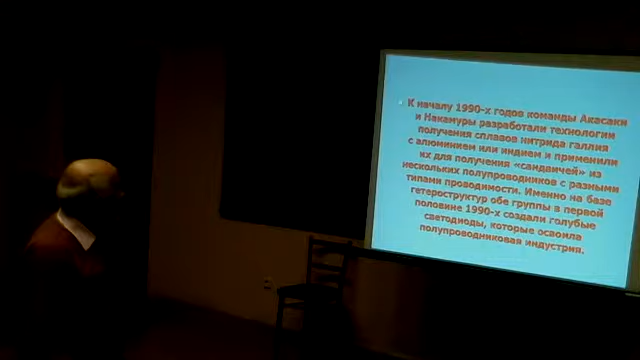 К началу 1990-х годов команды Акасаки
и Накамуры разработали технологии
получения сплавов нитрида галлия
с алюминием или индием и применили
их для получения «сандвичей» из
нескольких полупроводников с разными
типами проводимости. Именно на базе
гетероструктур обе группы в первой
половине 1990-х создали голубые
светодиоды, которые освоила
полупроводниковая индустрия.